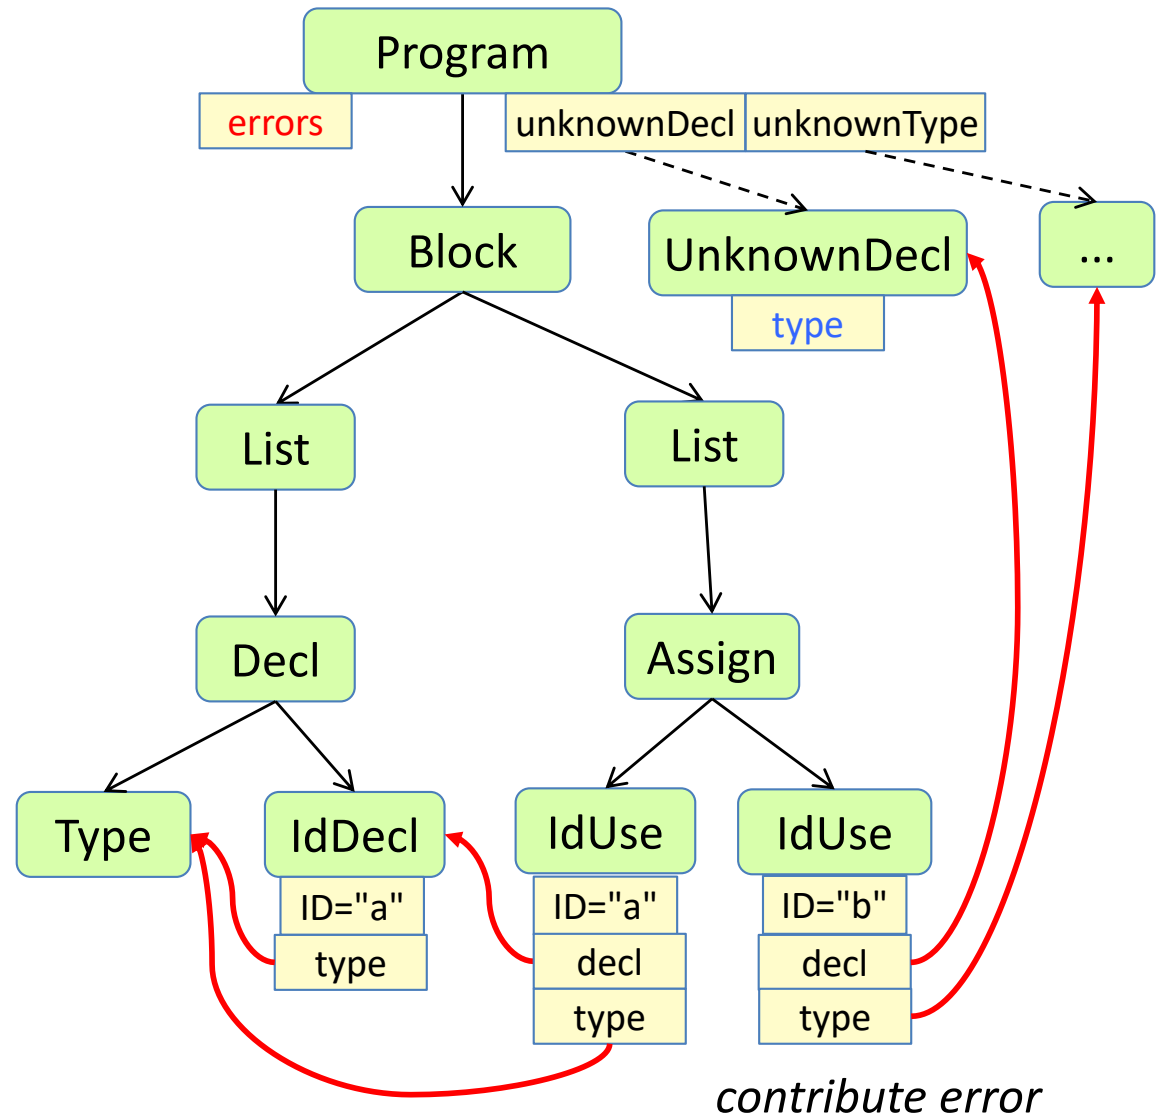 Program
errors
unknownDecl
unknownType
Block
UnknownDecl
...
type
List
List
Decl
Assign
Type
IdDecl
IdUse
IdUse
ID="a"
ID="a"
ID="b"
type
decl
decl
type
type
contribute error